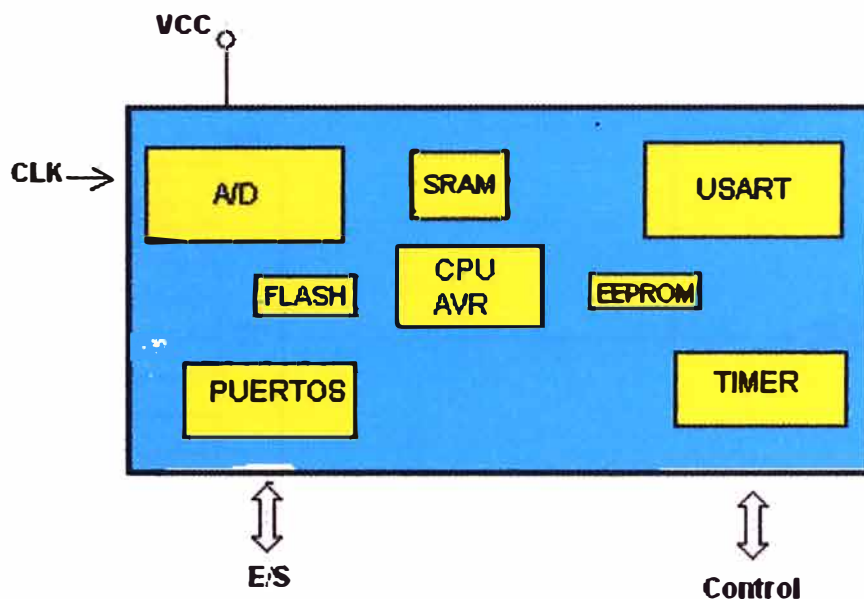 VCC
CLK
A/D
SRAM
USART
CPU
AVR
FLASH
EEPROM
PUERTOS
TIMER
E/S
Control